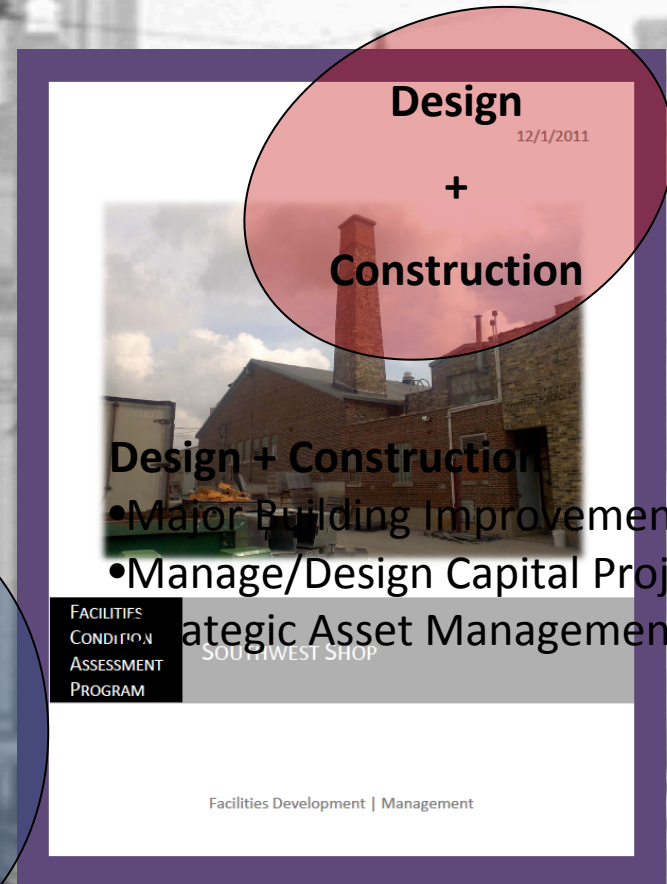 Design
12/1/2011
+
Construction
Design + Construction
•Major Building Improvemen
•Manage/Design Capital Proj
ategic Asset Managemen
FACILITIES
CONDITION
ASSESSMENT
PROGRAM
SOUTHWEST SHOP
Facilities Development | Management